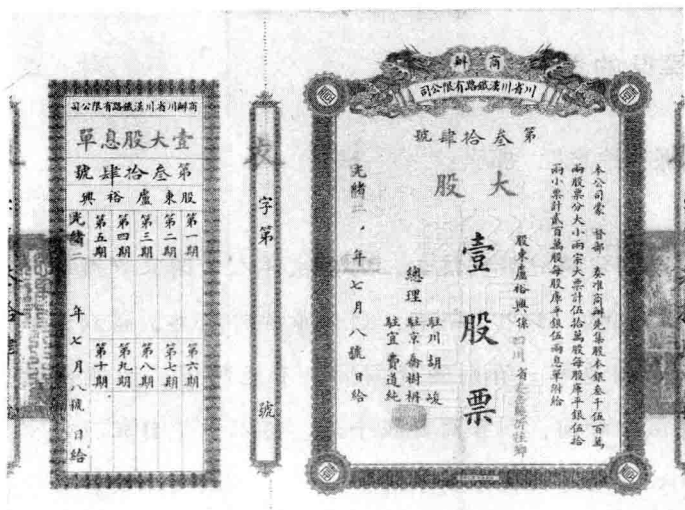 商辦
川省川漢鐵路有限公司
第叁拾肆號
大股
本公司蒙 督部 奏准商辦先集股本銀叁千伍百萬
兩股票分大小兩宗大票計伍拾萬股每股庫平銀伍拾
兩小票計貳百萬股每股庫平銀伍兩息單附給
股東盧裕興係四川省
壹股票
總理
駐川胡峻
駐京喬樹枏
駐宜費道純
光緒 年七月八號日給
字第 號
商辦川省川漢鐵路有限公司
壹大股息單
第叁拾肆號
股東盧裕興
第一期
第二期
第三期
第四期
第五期
第六期
第七期
第八期
第九期
第十期
光緒二 年七月八號日給